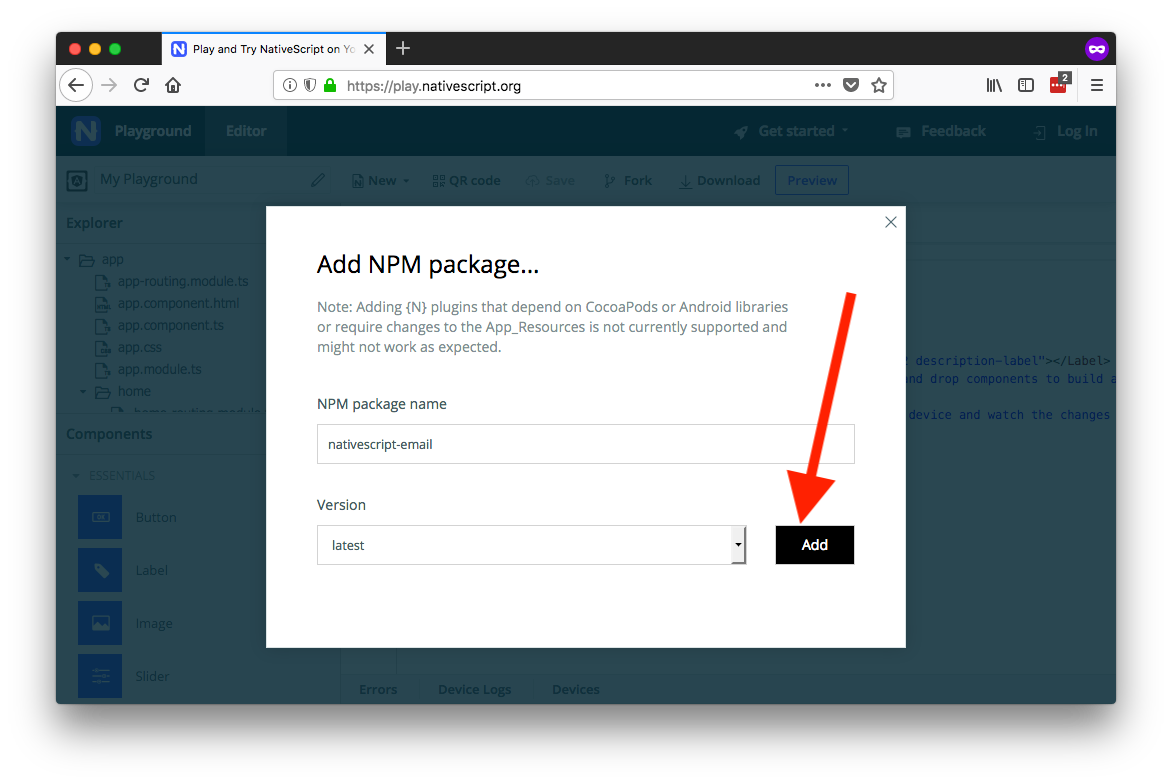 Play and Try NativeScript on Yo
https://play.nativescript.org
2
N
Playground
Editor
Get started
Feedback
Log In
My Playground
New
QR code
Save
Fork
Download
Preview
Explorer
app
app-routing.module.ts
app.component.html
app.component.ts
app.css
app.module.ts
home
home-routing.module
Components
ESSENTIALS
Button
Label
Image
Slider
Add NPM package...
Note: Adding {N} plugins that depend on CocoaPods or Android libraries
or require changes to the App_Resources is not currently supported and
might not work as expected.
NPM package name
nativescript-email
Version
latest
Add
description-label"></Label>
nd drop components to build a
device and watch the changes
Errors
Device Logs
Devices